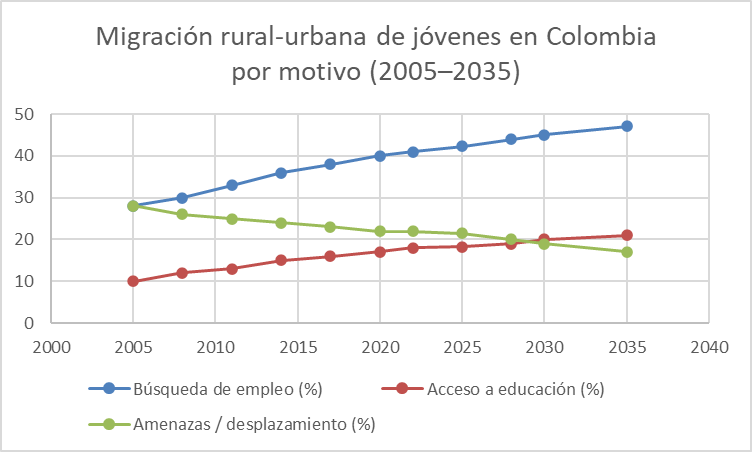 Migración rural-urbana de jóvenes en Colombia
por motivo (2005–2035)
50
40
30
20
10
0
2000 2005 2010 2015 2020 2025 2030 2035 2040
Búsqueda de empleo (%) Acceso a educación (%)
Amenazas / desplazamiento (%)